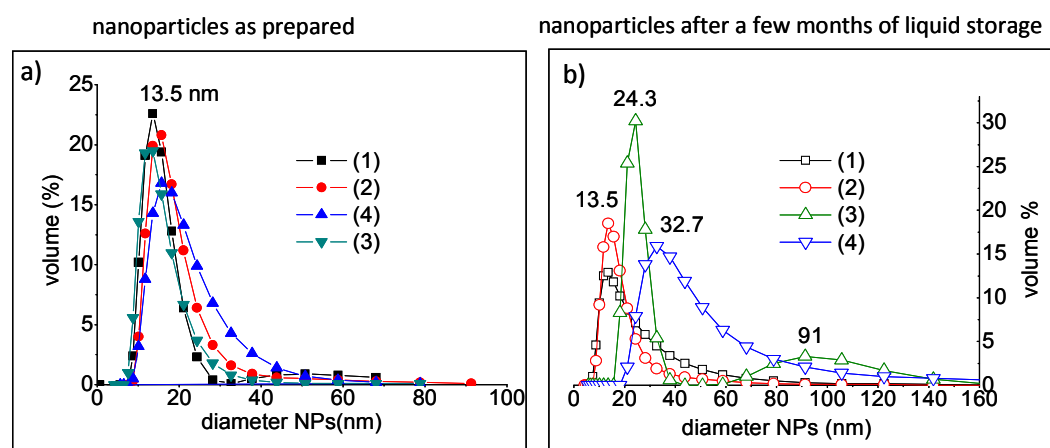 nanoparticles as prepared
nanoparticles after a few months of liquid storage
a)
13.5 nm
25
20
15
10
5
0
volume (%)
(1)
(2)
(4)
(3)
0 20 40 60 80 100
diameter NPs(nm)
b)
24.3
13.5
32.7
91
(1)
(2)
(3)
(4)
30
25
20
15
10
5
0
volume %
0 20 40 60 80 100 120 140 160
diameter NPs (nm)